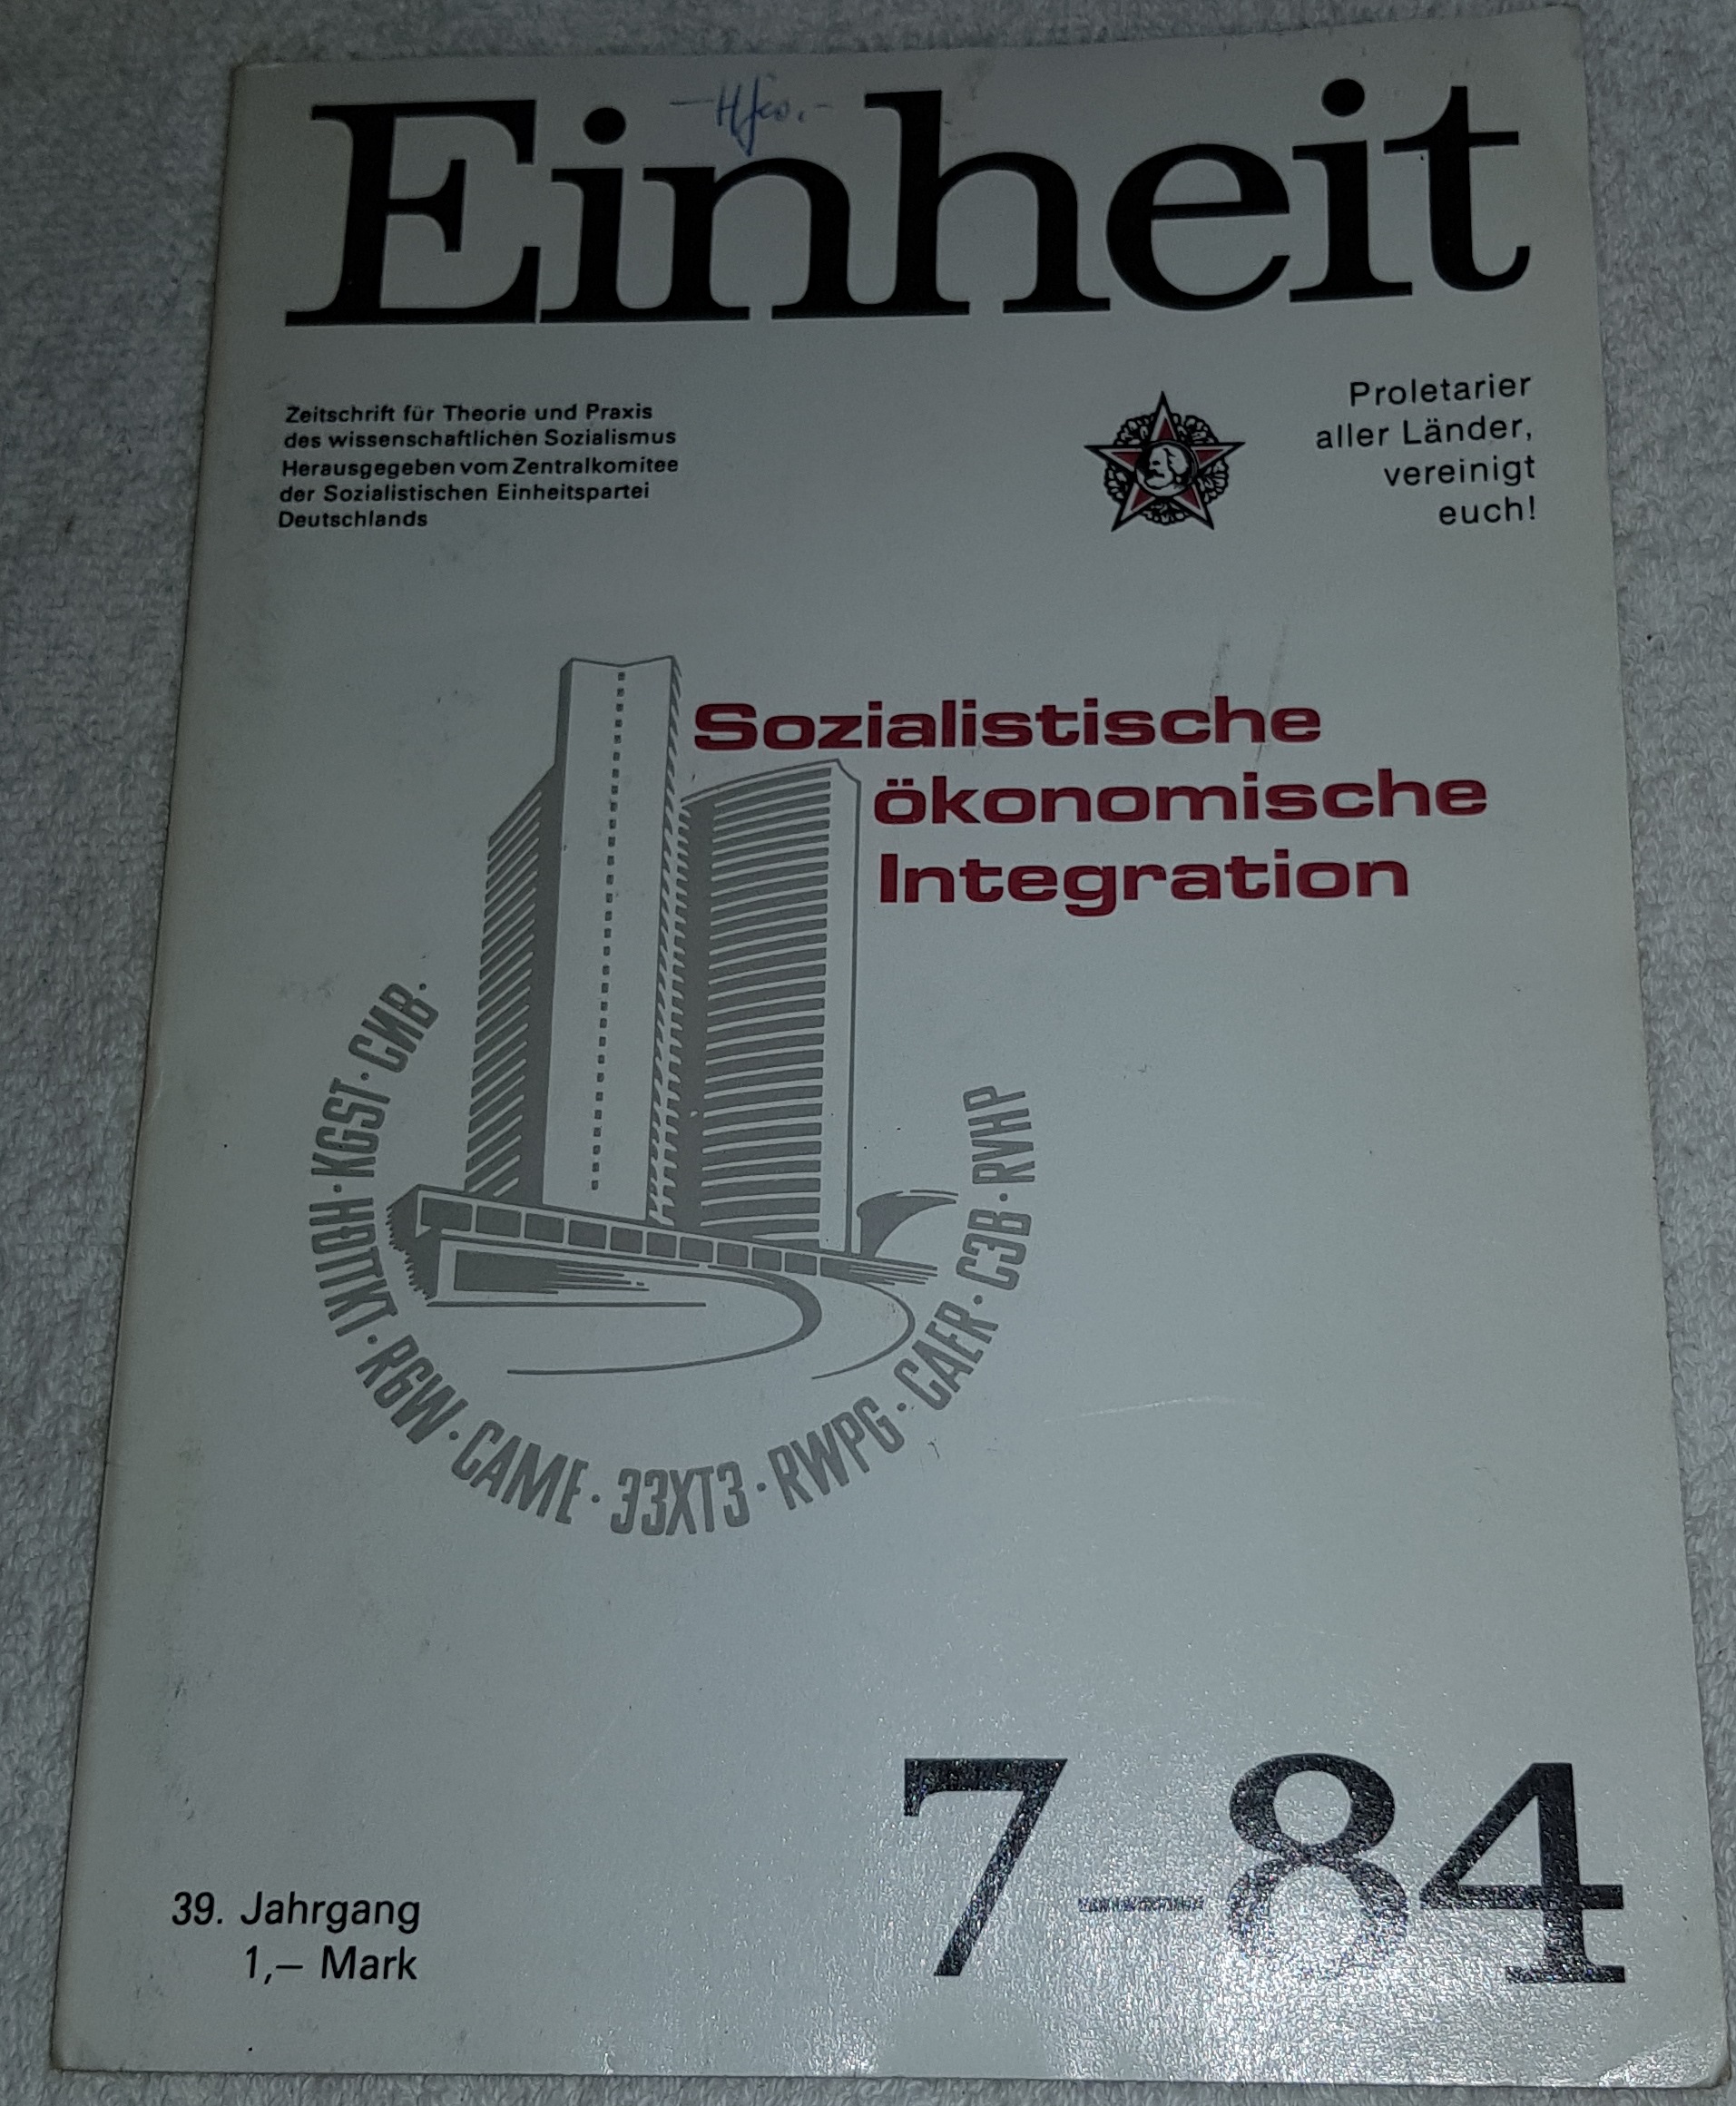 Einheit
Zeitschrift für Theorie und Praxis
des wissenschaftlichen Sozialismus
Herausgegeben vom Zentralkomitee
der Sozialistischen Einheitspartei
Deutschlands
Proletarier
aller Länder,
vereinigt
euch!
Sozialistische
ökonomische
Integration
СИВ · KGST · HĐTKT · RGW · CAME · ЭЗХТЗ · RWPG · CAER · СЭВ · RVHP
39. Jahrgang
1,— Mark
7—84